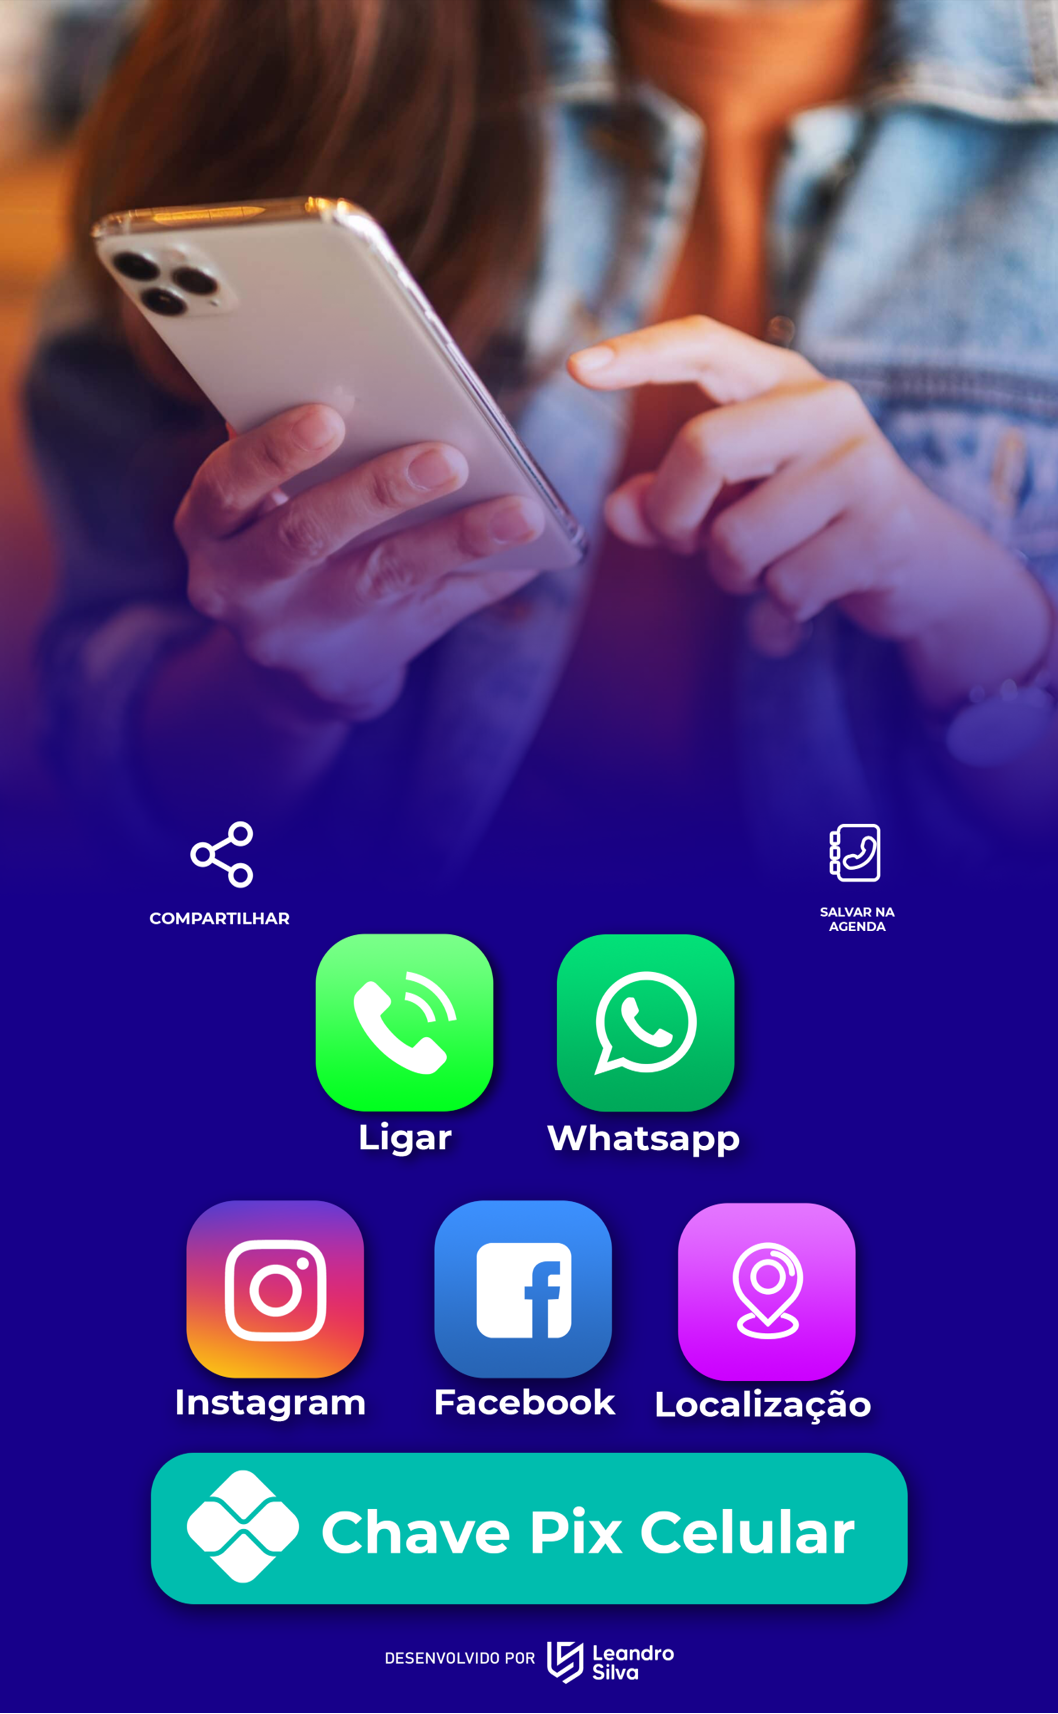 COMPARTILHAR
SALVAR NA
AGENDA
Ligar
Whatsapp
Instagram
Facebook
Localização
Chave Pix Celular
DESENVOLVIDO POR
Leandro
Silva